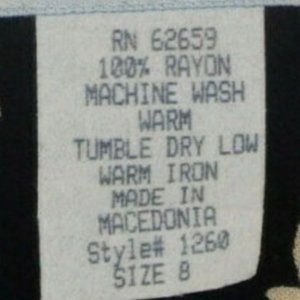 RN 62659
100% RAYON
MACHINE WASH
WARM
TUMBLE DRY LOW
WARM IRON
MADE IN
MACEDONIA
Style# 1260
SIZE 8